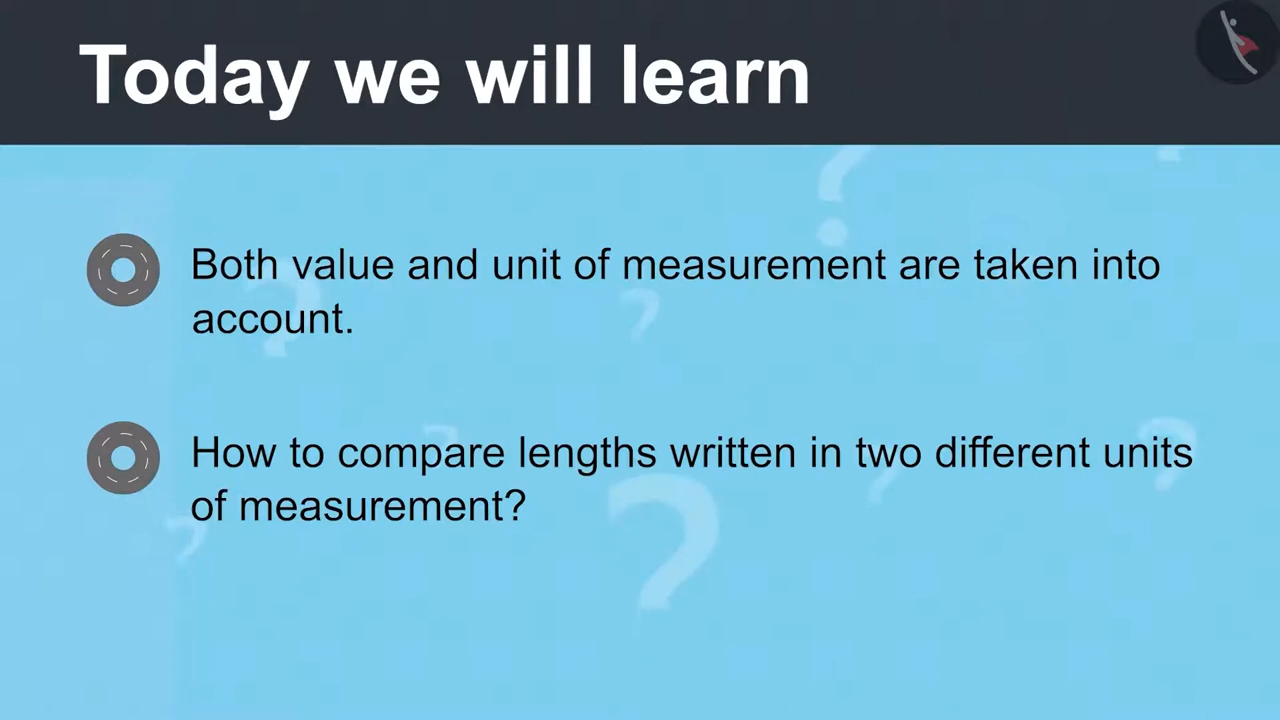 Today we will learn
Both value and unit of measurement are taken into
account.
How to compare lengths written in two different units
of measurement?